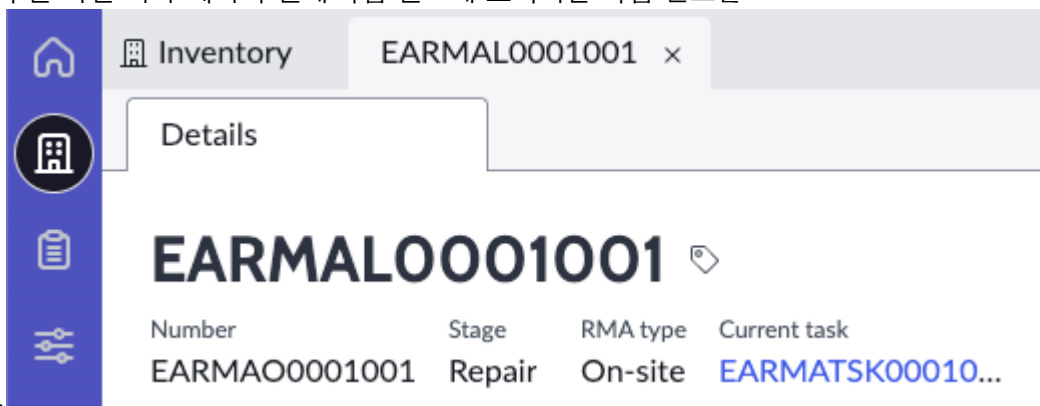 Inventory
EARMAL0001001 ×
Details
EARMAL0001001
Number Stage RMA type Current task
EARMAO0001001 Repair On-site EARMATSK00010...